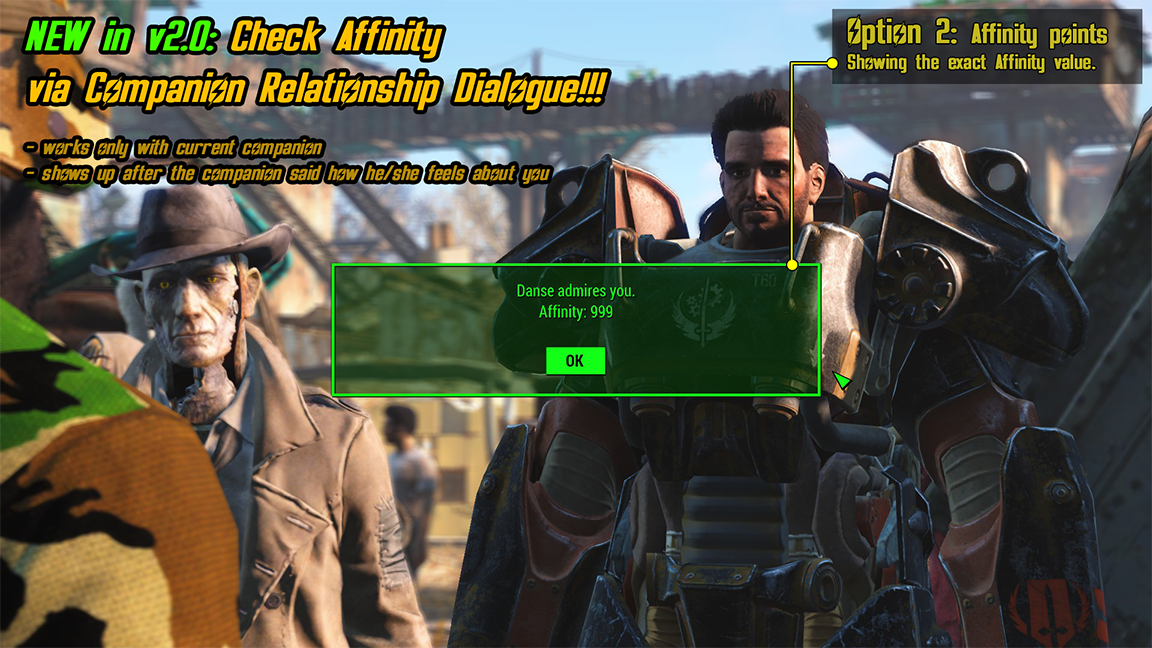 NEW in v2.0: Check Affinity
via Companion Relationship Dialogue!!!
- works only with current companion
- shows up after the companion said how he/she feels about you
Option 2: Affinity points
Showing the exact Affinity value.
T60
Danse admires you.
Affinity: 999
OK